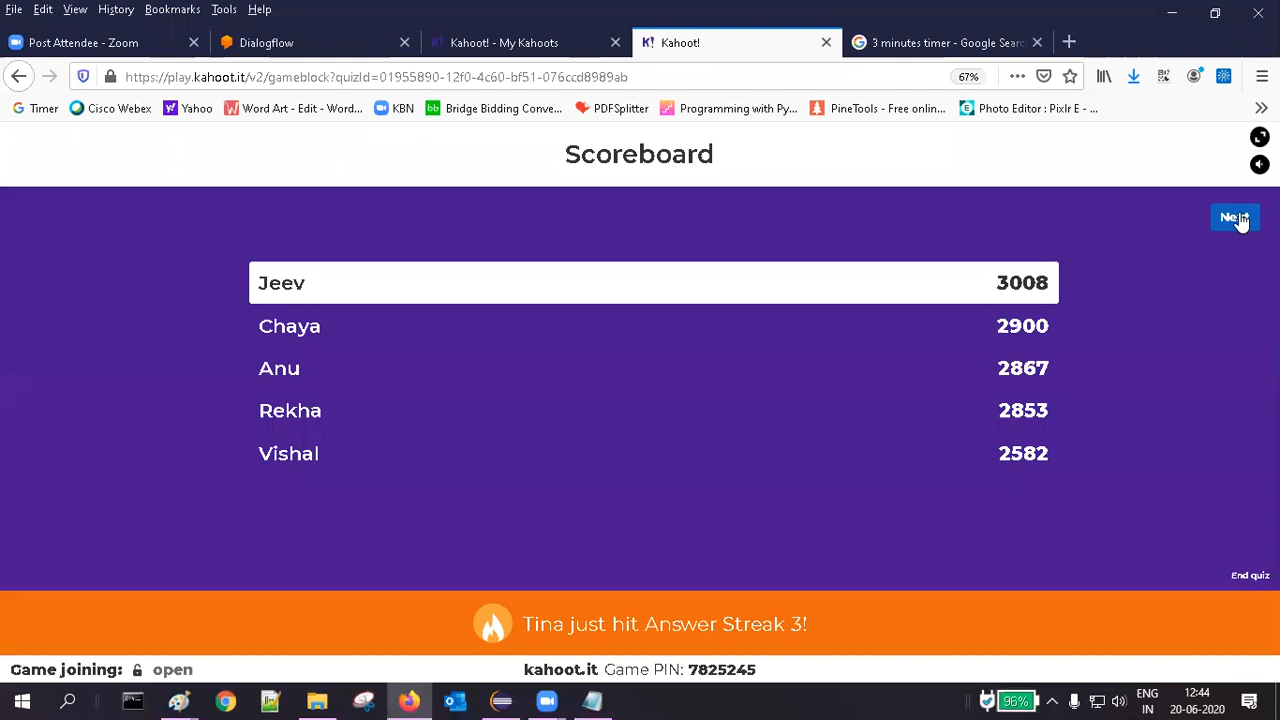 File Edit View History Bookmarks Tools Help
Post Attendee - Zoom Dialogflow Kahoot! - My Kahoots Kahoot! 3 minutes timer - Google Searc
https://play.kahoot.it/v2/gameblock?quizId=01955890-12f0-4c60-bf51-076ccd8989ab 67%
Timer Cisco Webex Yahoo Word Art - Edit - Word... KBN Bridge Bidding Conve... PDFSplitter Programming with Py... PineTools - Free onlin... Photo Editor : Pixlr E - ...
Scoreboard
Next
Jeev 3008
Chaya 2900
Anu 2867
Rekha 2853
Vishal 2582
End quiz
Tina just hit Answer Streak 3!
Game joining: open kahoot.it Game PIN: 7825245
96% ENG 12:44
IN 20-06-2020